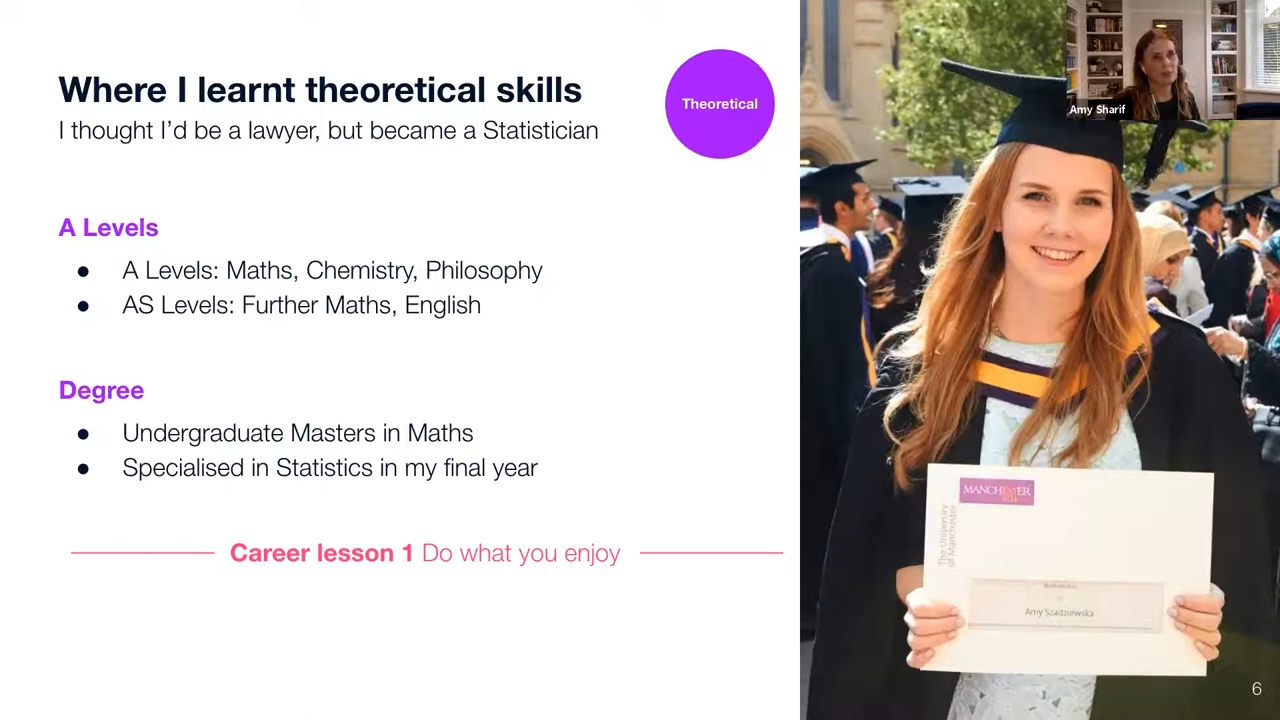 Where I learnt theoretical skills
I thought I'd be a lawyer, but became a Statistician
Theoretical
A Levels
● A Levels: Maths, Chemistry, Philosophy
● AS Levels: Further Maths, English
Degree
● Undergraduate Masters in Maths
● Specialised in Statistics in my final year
Career lesson 1 Do what you enjoy
Amy Sharif
MANCHESTER
1824
The University
of Manchester
Mathematics
Amy Szadziewska
6